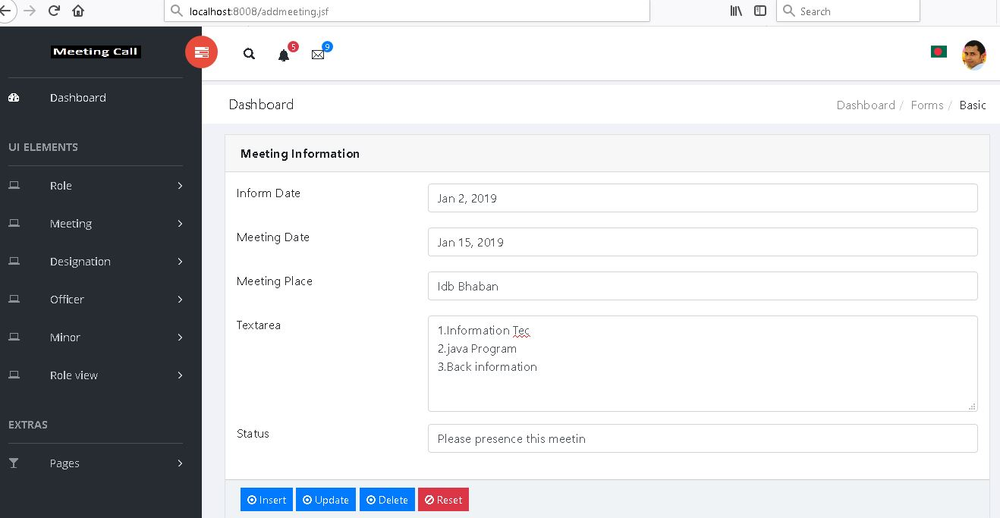 localhost:8008/addmeeting.jsf
Search
Meeting Call
5
9
Dashboard
Dashboard
Dashboard / Forms / Basic
UI ELEMENTS
Role
Meeting
Designation
Officer
Minor
Role view
EXTRAS
Pages
Meeting Information
Inform Date
Jan 2, 2019
Meeting Date
Jan 15, 2019
Meeting Place
Idb Bhaban
Textarea
1.Information Tec
2.java Program
3.Back information
Status
Please presence this meetin
Insert Update Delete Reset